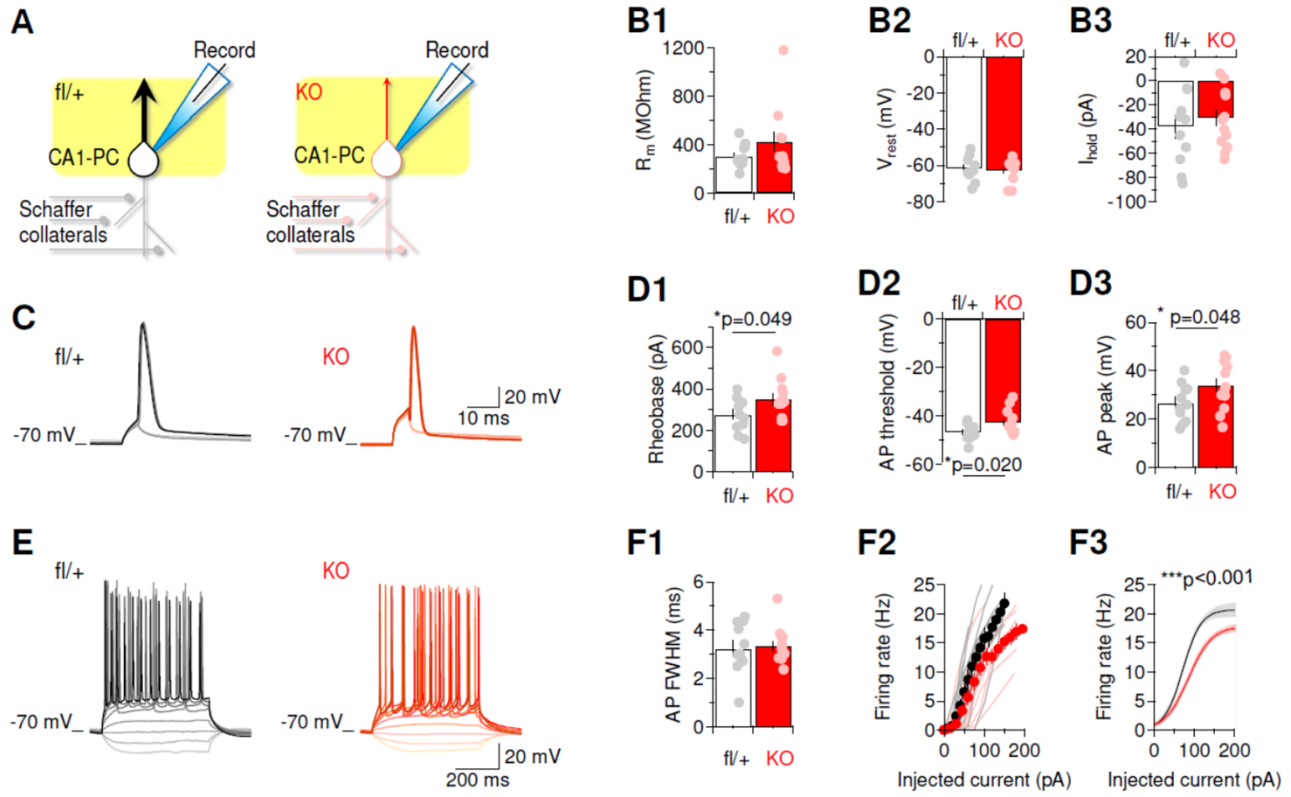 A
fl/+
Record
CA1-PC
Schaffer
collaterals
KO
Record
CA1-PC
Schaffer
collaterals
B1
1200
800
400
0
Rm (MOhm)
fl/+ KO
B2
fl/+ KO
0
-20
-40
-60
-80
Vrest (mV)
B3
fl/+ KO
20
0
-20
-40
-60
-80
-100
Ihold (pA)
C
fl/+
-70 mV
KO
-70 mV
20 mV
10 ms
D1
*p=0.049
600
400
200
0
Rheobase (pA)
fl/+ KO
D2
fl/+ KO
0
-20
-40
-60
AP threshold (mV)
*p=0.020
D3
* p=0.048
60
40
20
0
AP peak (mV)
fl/+ KO
E
fl/+
-70 mV
KO
-70 mV
20 mV
200 ms
F1
6
4
2
0
AP FWHM (ms)
fl/+ KO
F2
25
20
15
10
5
0
Firing rate (Hz)
0 100 200
Injected current (pA)
F3
***p<0.001
25
20
15
10
5
0
Firing rate (Hz)
0 100 200
Injected current (pA)